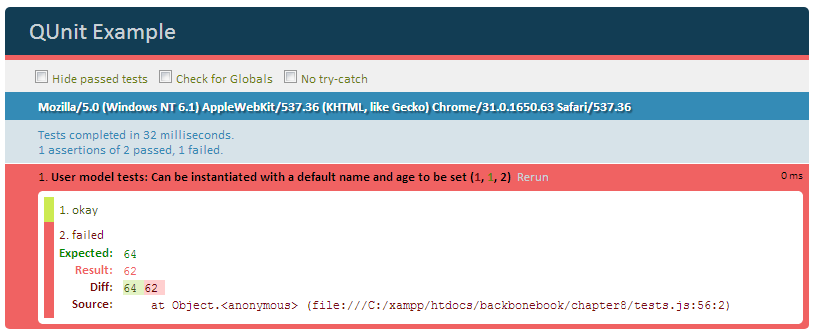 QUnit Example
Hide passed tests Check for Globals No try-catch
Mozilla/5.0 (Windows NT 6.1) AppleWebKit/537.36 (KHTML, like Gecko) Chrome/31.0.1650.63 Safari/537.36
Tests completed in 32 milliseconds.
1 assertions of 2 passed, 1 failed.
1. User model tests: Can be instantiated with a default name and age to be set (1, 1, 2) Rerun 0 ms
1. okay
2. failed
Expected: 64
Result: 62
Diff: 64 62
Source: at Object.<anonymous> (file:///C:/xampp/htdocs/backbonebook/chapter8/tests.js:56:2)